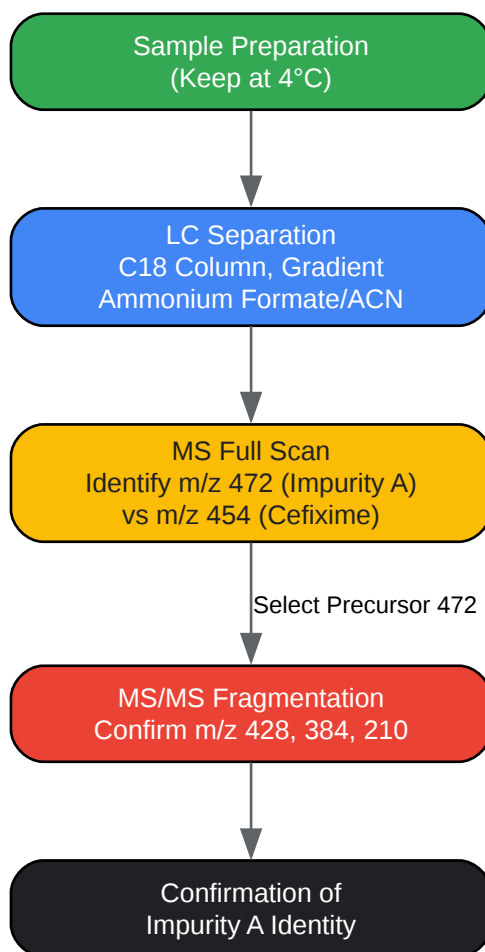 Sample Preparation
(Keep at 4°C)
LC Separation
C18 Column, Gradient
Ammonium Formate/ACN
MS Full Scan
Identify m/z 472 (Impurity A)
vs m/z 454 (Cefixime)
Select Precursor 472
MS/MS Fragmentation
Confirm m/z 428, 384, 210
Confirmation of
Impurity A Identity